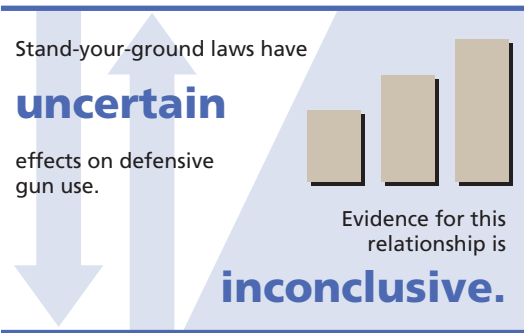 Stand-your-ground laws have
uncertain
effects on defensive
gun use.
Evidence for this
relationship is
inconclusive.